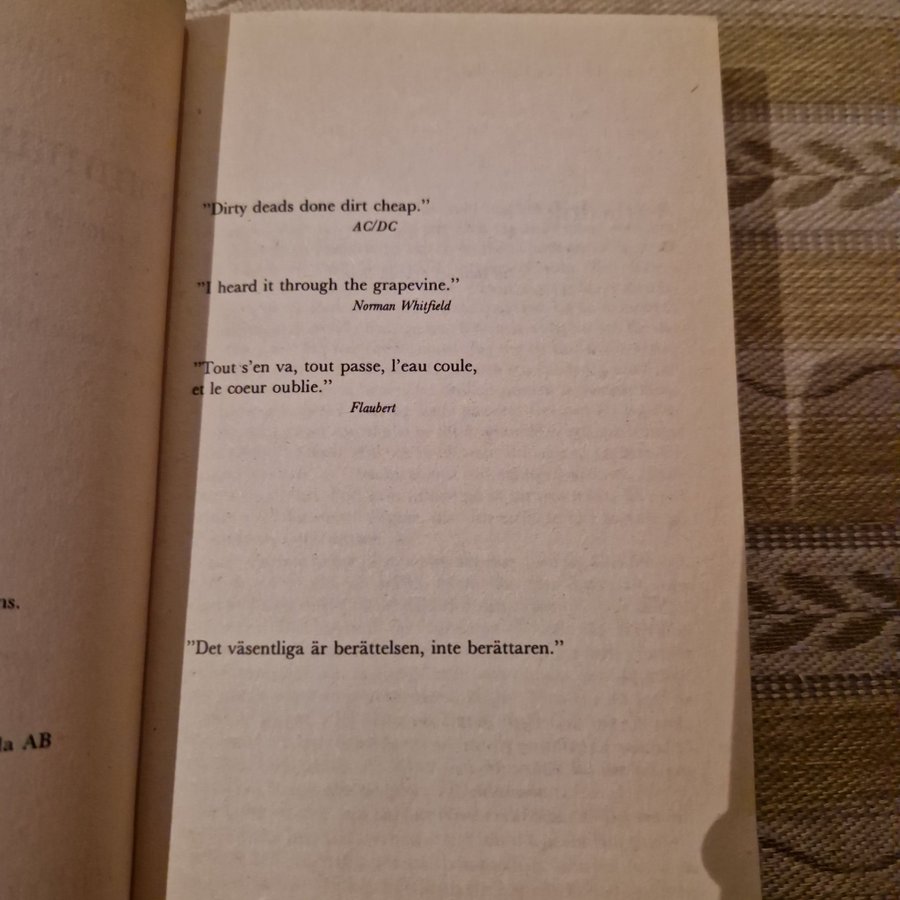 ”Dirty deads done dirt cheap.”
AC/DC
”I heard it through the grapevine.”
Norman Whitfield
”Tout s’en va, tout passe, l’eau coule,
et le coeur oublie.”
Flaubert
”Det väsentliga är berättelsen, inte berättaren.”
ns.
la AB